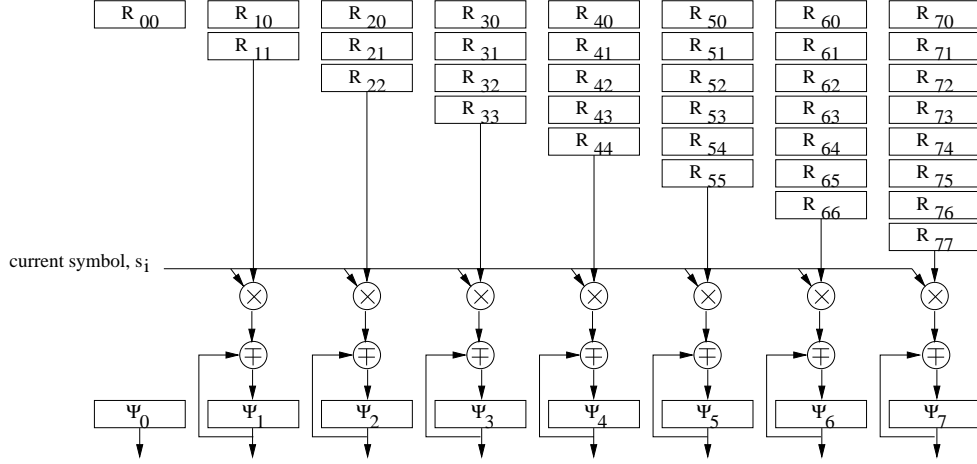 R 00 R 10 R 20 R 30 R 40 R 50 R 60 R 70
R 11 R 21 R 31 R 41 R 51 R 61 R 71
R 22 R 32 R 42 R 52 R 62 R 72
R 33 R 43 R 53 R 63 R 73
R 44 R 54 R 64 R 74
R 55 R 65 R 75
R 66 R 76
R 77
current symbol, s i
Ψ 0 Ψ 1 Ψ 2 Ψ 3 Ψ 4 Ψ 5 Ψ 6 Ψ 7